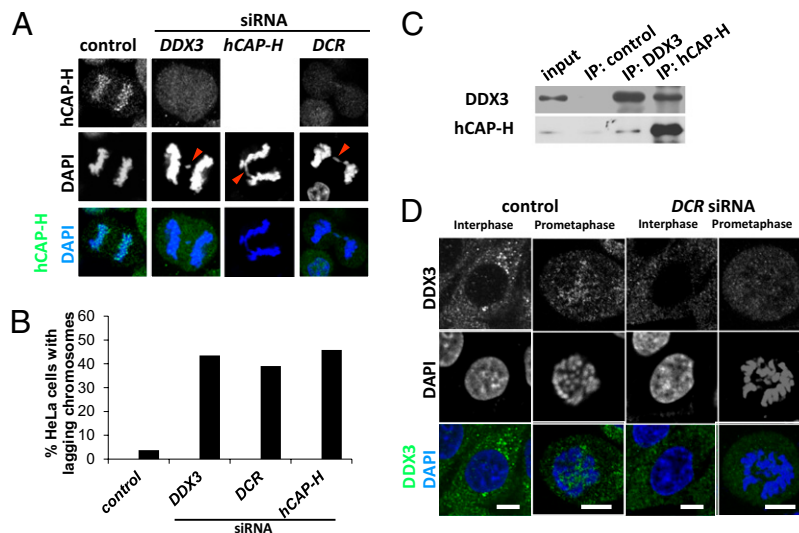 A
siRNA
control DDX3 hCAP-H DCR
hCAP-H
DAPI
hCAP-H
DAPI
B
% HeLa cells with
lagging chromosomes
60
50
40
30
20
10
0
control
DDX3
DCR
hCAP-H
siRNA
C
input
IP: control
IP: DDX3
IP: hCAP-H
DDX3
hCAP-H
D
control DCR siRNA
Interphase Prometaphase Interphase Prometaphase
DDX3
DAPI
DDX3
DAPI